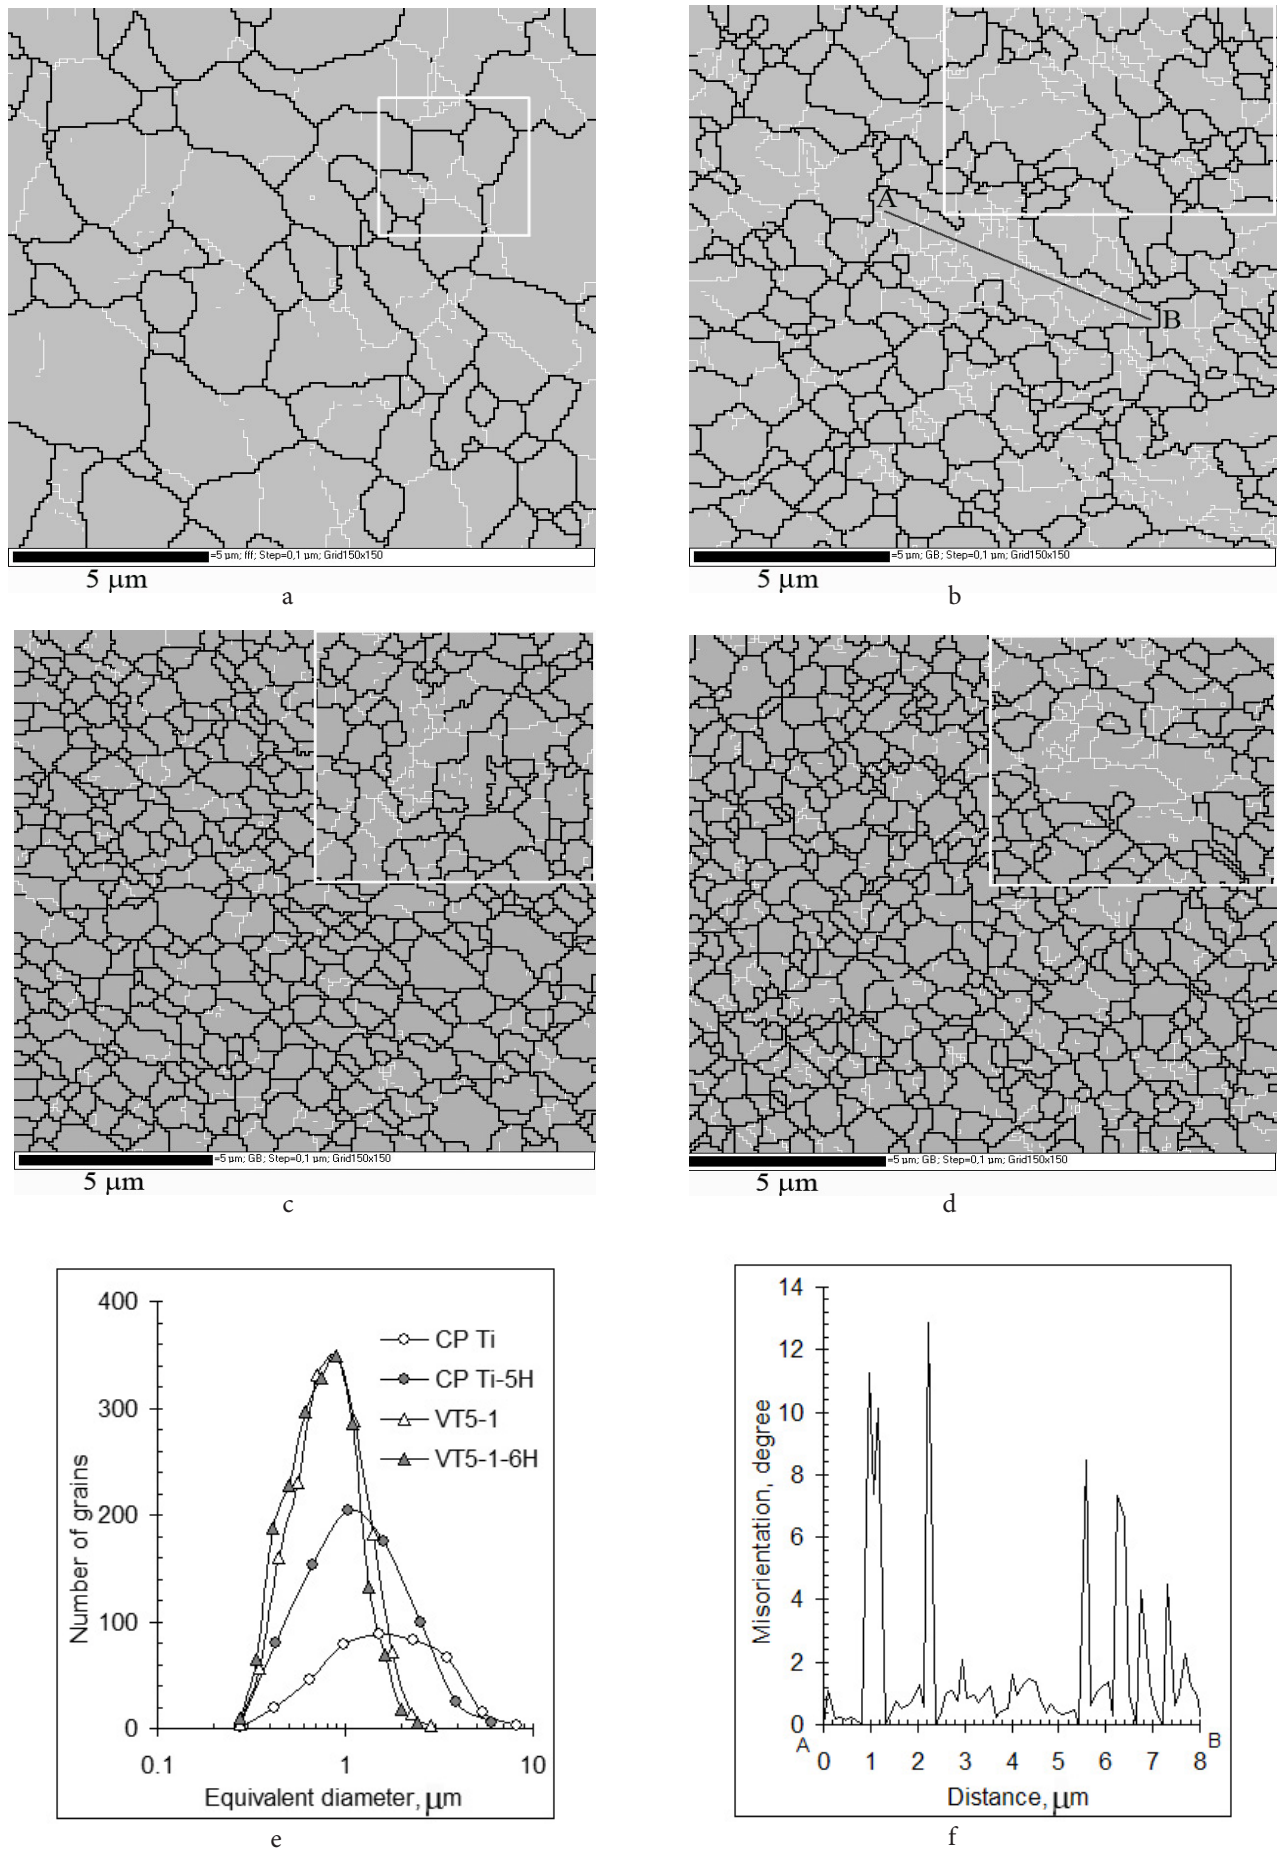 A
B
=5 μm; fff; Step=0,1 μm; Grid150x150
=5 μm; GB; Step=0,1 μm; Grid150x150
5 μm
5 μm
a
b
=5 μm; GB; Step=0,1 μm; Grid150x150
=5 μm; GB; Step=0,1 μm; Grid150x150
5 μm
5 μm
c
d
400
300
200
100
0
Number of grains
CP Ti
CP Ti-5H
VT5-1
VT5-1-6H
0.1
1
10
Equivalent diameter, μm
e
14
12
10
8
6
4
2
0
Misorientation, degree
A
B
0 1 2 3 4 5 6 7 8
Distance, μm
f